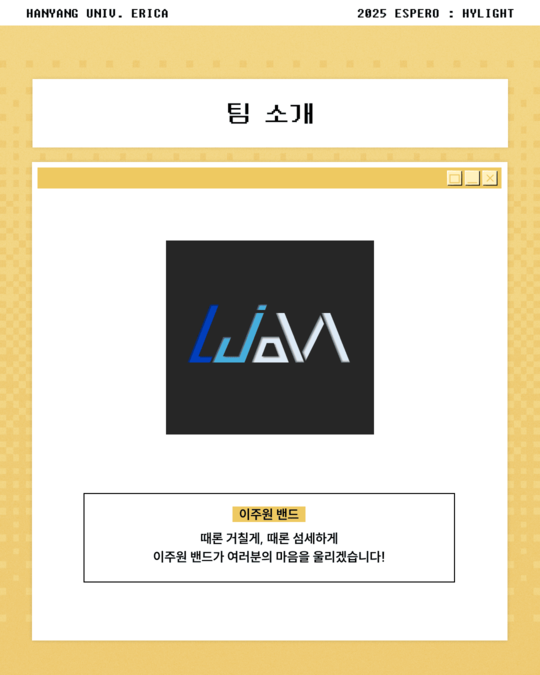 HANYANG UNIV. ERICA
2025 ESPERO : HYLIGHT
팀 소개
이주원 밴드
때론 거칠게, 때론 섬세하게
이주원 밴드가 여러분의 마음을 울리겠습니다!